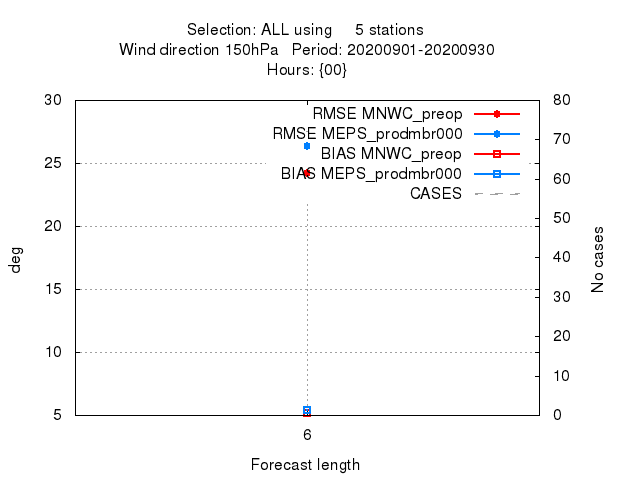 Selection: ALL using     5 stations
Wind direction 150hPa   Period: 20200901-20200930
Hours: {00}
30
25
20
15
10
5
deg
80
70
60
50
40
30
20
10
0
No cases
RMSE MNWC_preop
RMSE MEPS_prodmbr000
BIAS MNWC_preop
BIAS MEPS_prodmbr000
CASES
6
Forecast length